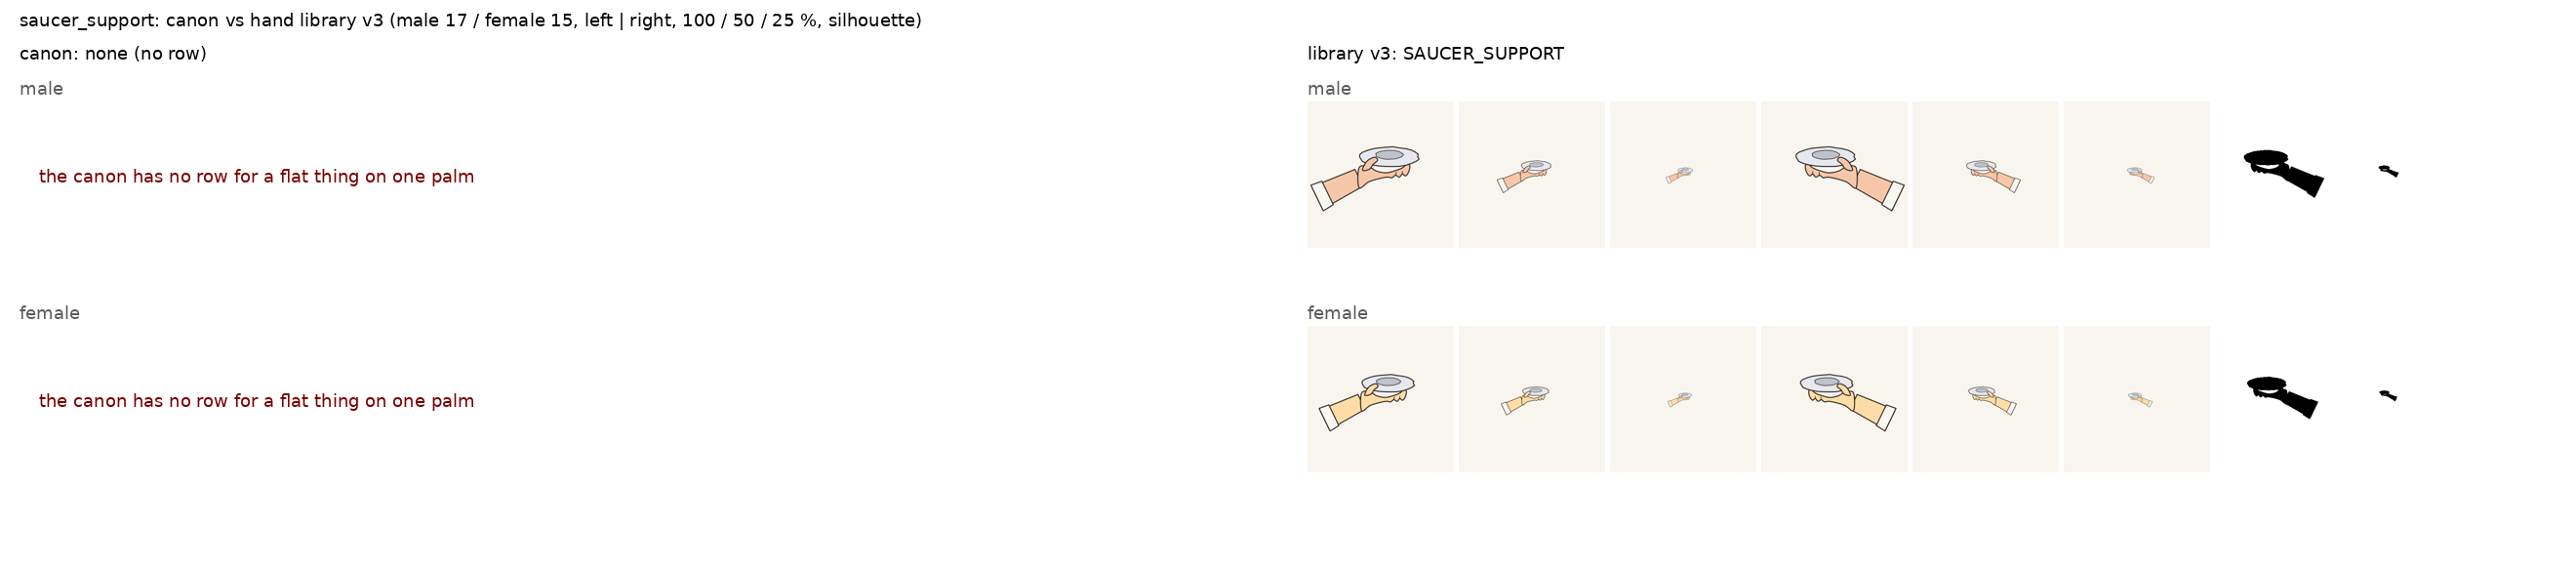 saucer_support: canon vs hand library v3 (male 17 / female 15, left | right, 100 / 50 / 25 %, silhouette)
canon: none (no row)
library v3: SAUCER_SUPPORT
male
male
the canon has no row for a flat thing on one palm
female
female
the canon has no row for a flat thing on one palm